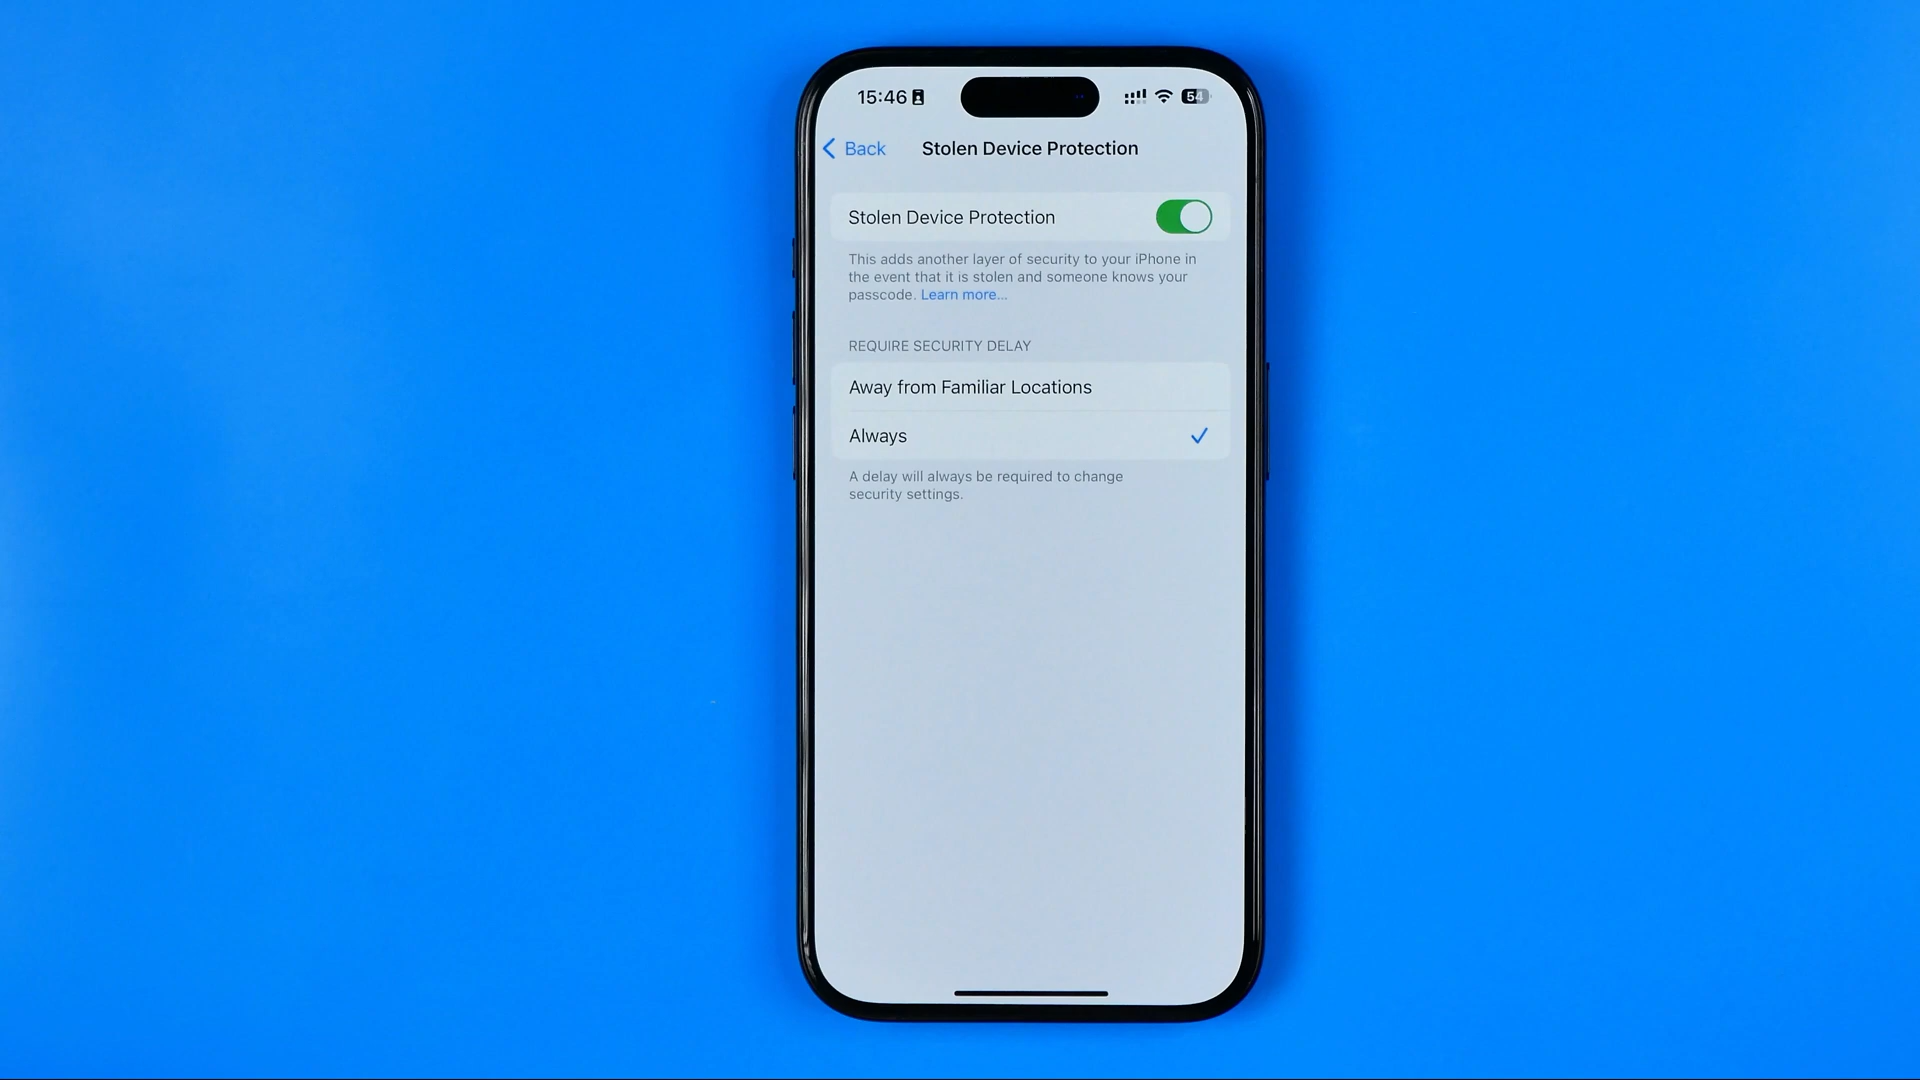 15:46
54
Back
Stolen Device Protection
Stolen Device Protection
This adds another layer of security to your iPhone in
the event that it is stolen and someone knows your
passcode. Learn more...
REQUIRE SECURITY DELAY
Away from Familiar Locations
Always
A delay will always be required to change
security settings.